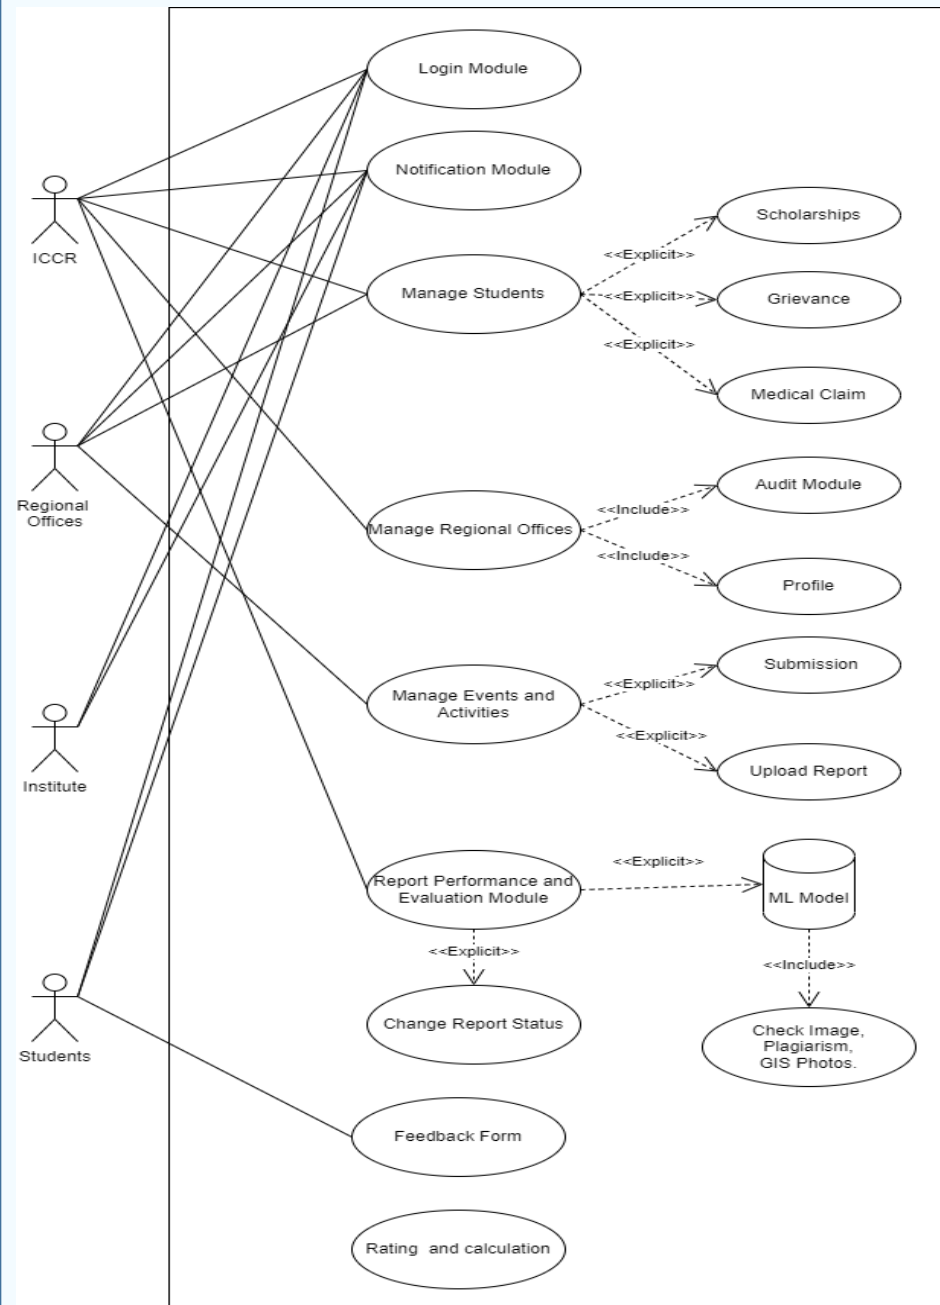 Login Module
Notification Module
Scholarships
ICCR
<<Explicit>>
Manage Students
<<Explicit>>
Grievance
<<Explicit>>
Medical Claim
Regional
Offices
Audit Module
<<Include>>
Manage Regional Offices
<<Include>>
Profile
Submission
<<Explicit>>
Manage Events and
Activities
<<Explicit>>
Upload Report
Institute
<<Explicit>>
Report Performance and
Evaluation Module
ML Model
<<Explicit>>
<<Include>>
Change Report Status
Check Image,
Plagiarism,
GIS Photos.
Students
Feedback Form
Rating and calculation